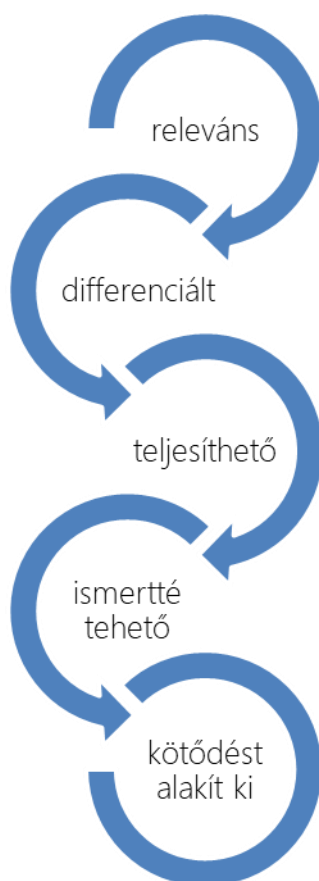 releváns
differenciált
teljesíthető
ismertté
tehető
kötődést
alakít ki